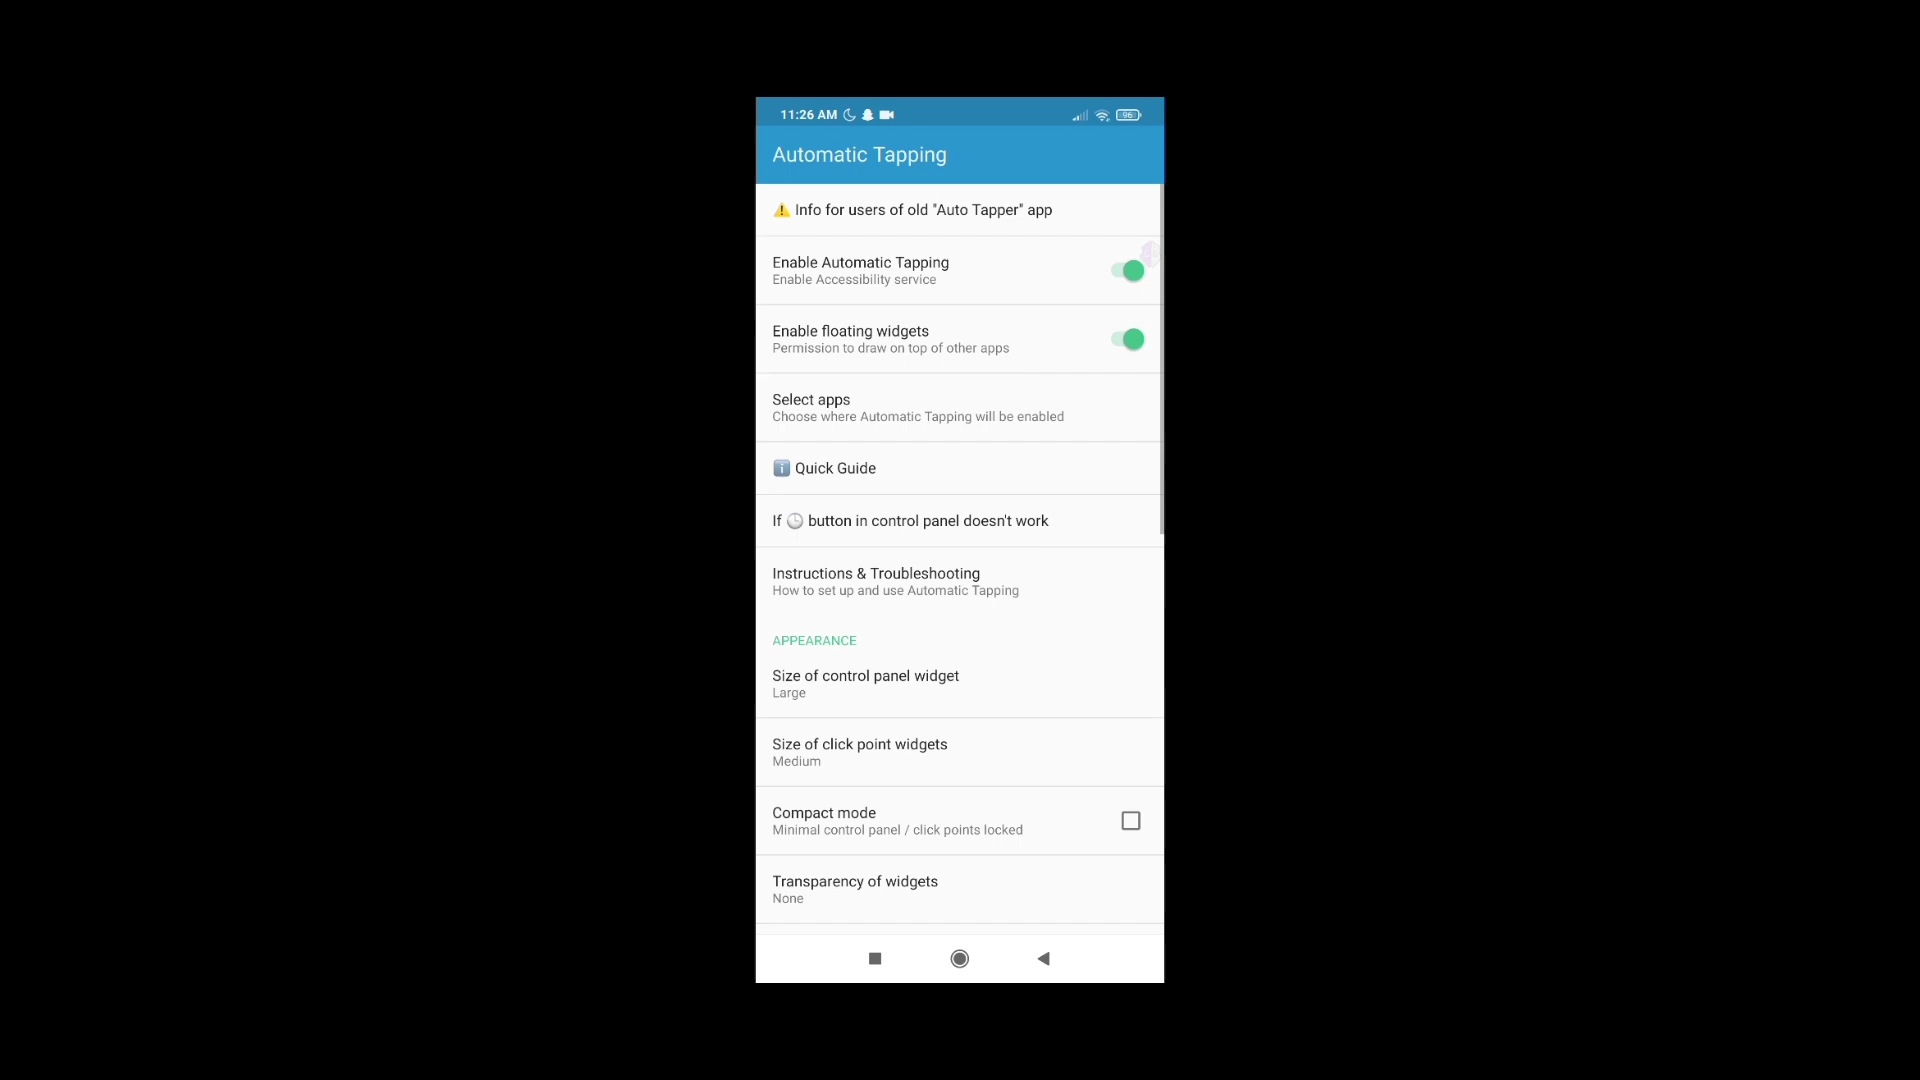 11:26 AM 96
Automatic Tapping
Info for users of old "Auto Tapper" app
Enable Automatic Tapping
Enable Accessibility service
Enable floating widgets
Permission to draw on top of other apps
Select apps
Choose where Automatic Tapping will be enabled
Quick Guide
If 🕒 button in control panel doesn't work
Instructions & Troubleshooting
How to set up and use Automatic Tapping
APPEARANCE
Size of control panel widget
Large
Size of click point widgets
Medium
Compact mode
Minimal control panel / click points locked
Transparency of widgets
None